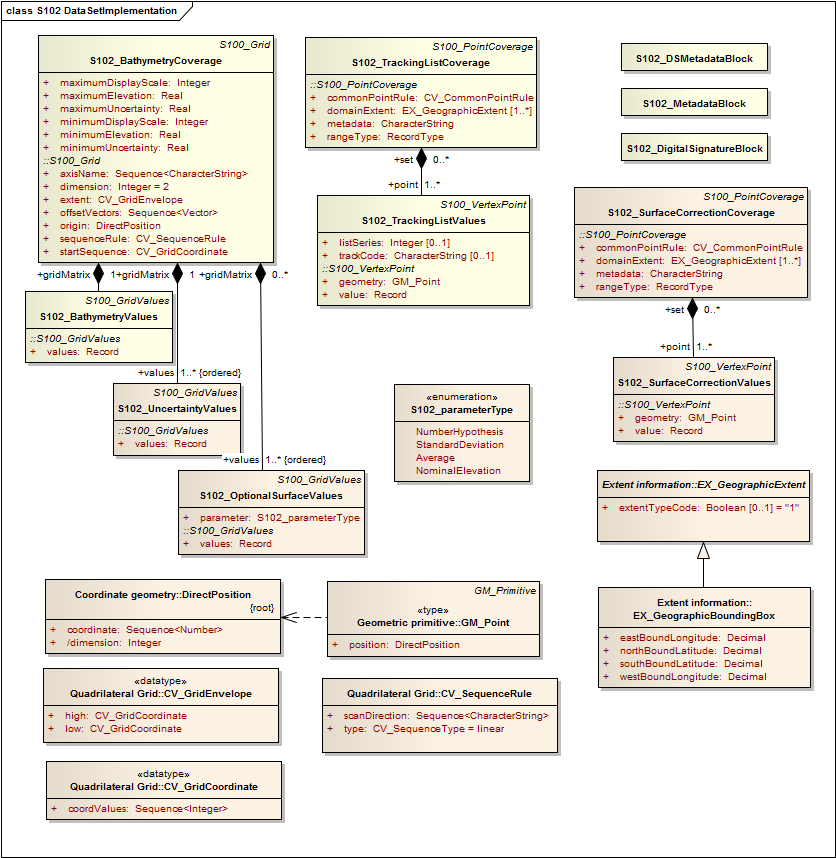 class S102 DataSetImplementation
S100_Grid
S102_BathymetryCoverage
+ maximumDisplayScale: Integer
+ maximumElevation: Real
+ maximumUncertainty: Real
+ minimumDisplayScale: Integer
+ minimumElevation: Real
+ minimumUncertainty: Real
::S100_Grid
+ axisName: Sequence<CharacterString>
+ dimension: Integer = 2
+ extent: CV_GridEnvelope
+ offsetVectors: Sequence<Vector>
+ origin: DirectPosition
+ sequenceRule: CV_SequenceRule
+ startSequence: CV_GridCoordinate
+gridMatrix 1 +gridMatrix 1 +gridMatrix 0..*
S100_GridValues
S102_BathymetryValues
::S100_GridValues
+ values: Record
+values 1..* {ordered}
S100_GridValues
S102_UncertaintyValues
::S100_GridValues
+ values: Record
+values 1..* {ordered}
S100_GridValues
S102_OptionalSurfaceValues
+ parameter: S102_parameterType
::S100_GridValues
+ values: Record
S100_PointCoverage
S102_TrackingListCoverage
::S100_PointCoverage
+ commonPointRule: CV_CommonPointRule
+ domainExtent: EX_GeographicExtent [1..*]
+ metadata: CharacterString
+ rangeType: RecordType
+set 0..*
+point 1..*
S100_VertexPoint
S102_TrackingListValues
+ listSeries: Integer [0..1]
+ trackCode: CharacterString [0..1]
::S100_VertexPoint
+ geometry: GM_Point
+ value: Record
S102_DSMetadataBlock
S102_MetadataBlock
S102_DigitalSignatureBlock
S100_PointCoverage
S102_SurfaceCorrectionCoverage
::S100_PointCoverage
+ commonPointRule: CV_CommonPointRule
+ domainExtent: EX_GeographicExtent [1..*]
+ metadata: CharacterString
+ rangeType: RecordType
+set 0..*
+point 1..*
S100_VertexPoint
S102_SurfaceCorrectionValues
::S100_VertexPoint
+ geometry: GM_Point
+ value: Record
«enumeration»
S102_parameterType
NumberHypothesis
StandardDeviation
Average
NominalElevation
Extent information::EX_GeographicExtent
+ extentTypeCode: Boolean [0..1] = "1"
Extent information::
EX_GeographicBoundingBox
+ eastBoundLongitude: Decimal
+ northBoundLatitude: Decimal
+ southBoundLatitude: Decimal
+ westBoundLongitude: Decimal
Coordinate geometry::DirectPosition
{root}
+ coordinate: Sequence<Number>
+ /dimension: Integer
GM_Primitive
«type»
Geometric primitive::GM_Point
+ position: DirectPosition
«datatype»
Quadrilateral Grid::CV_GridEnvelope
+ high: CV_GridCoordinate
+ low: CV_GridCoordinate
Quadrilateral Grid::CV_SequenceRule
+ scanDirection: Sequence<CharacterString>
+ type: CV_SequenceType = linear
«datatype»
Quadrilateral Grid::CV_GridCoordinate
+ coordValues: Sequence<Integer>